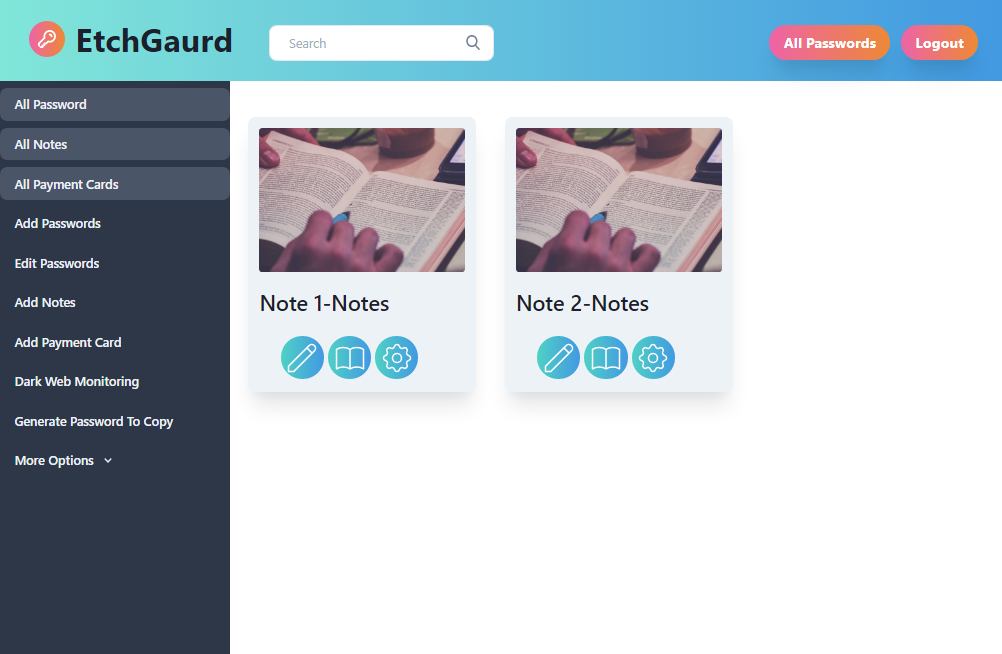 EtchGaurd
Search
All Passwords
Logout
All Password
All Notes
All Payment Cards
Add Passwords
Edit Passwords
Add Notes
Add Payment Card
Dark Web Monitoring
Generate Password To Copy
More Options
Note 1-Notes
Note 2-Notes